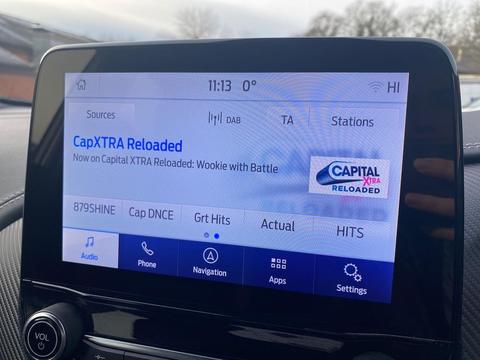 11:13 0° HI
Sources DAB TA Stations
CapXTRA Reloaded
Now on Capital XTRA Reloaded: Wookie with Battle
CAPITAL
XTRA
RELOADED
879SHINE Cap DNCE Grt Hits Actual HITS
Audio Phone Navigation Apps Settings
VOL